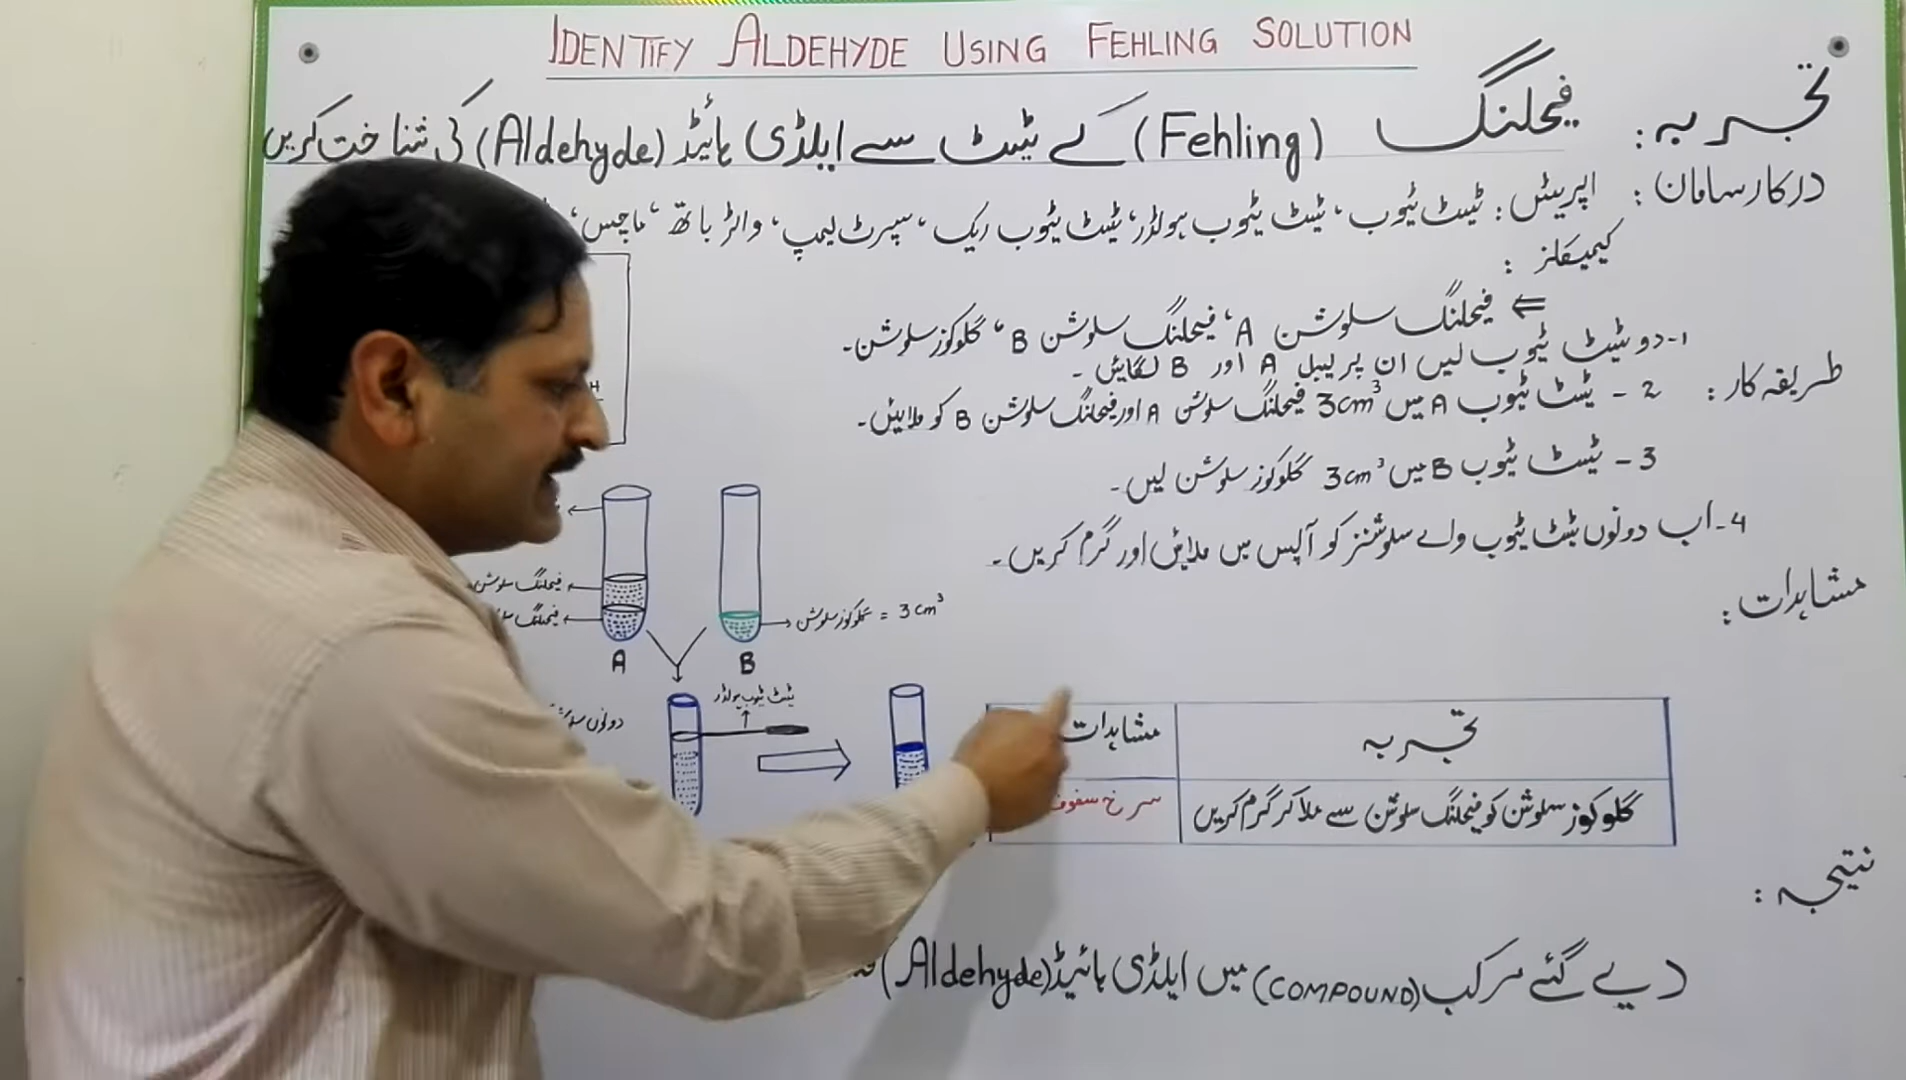 IDENTIFY ALDEHYDE USING FEHLING SOLUTION
تجربہ : فیحلنگ (Fehling) کے ٹیسٹ سے ایلڈی ہائیڈ (Aldehyde) کی شناخت کریں
درکار سامان : اپریٹس : ٹیسٹ ٹیوب ، ٹیسٹ ٹیوب ہولڈر ، ٹیسٹ ٹیوب ریک ، سپرٹ لیمپ ، واٹر باتھ ، ماچس ،
کیمیکلز :
⇐ فیحلنگ سلوشن A ، فیحلنگ سلوشن B ، گلوکوز سلوشن۔
طریقہ کار :
1- دو ٹیسٹ ٹیوب لیں ان پر لیبل A اور B لگائیں۔
2 - ٹیسٹ ٹیوب A میں 3cm³ فیحلنگ سلوشن A اور فیحلنگ سلوشن B کو ملائیں۔
3 - ٹیسٹ ٹیوب B میں 3cm³ گلوکوز سلوشن لیں۔
4- اب دونوں ٹیسٹ ٹیوب والے سلوشنز کو آپس میں ملائیں اور گرم کریں۔
H
فیحلنگ سلوشن
فیحلنگ
گلوکوز سلوشن = 3 cm³
A B
ٹیسٹ ٹیوب ہولڈر
دونوں
مشاہدات :
تجربہ مشاہدات
گلوکوز سلوشن کو فیحلنگ سلوشن سے ملا کر گرم کریں سرخ سفوف
نتیجہ :
دیے گئے مرکب (COMPOUND) میں ایلڈی ہائیڈ (Aldehyde)